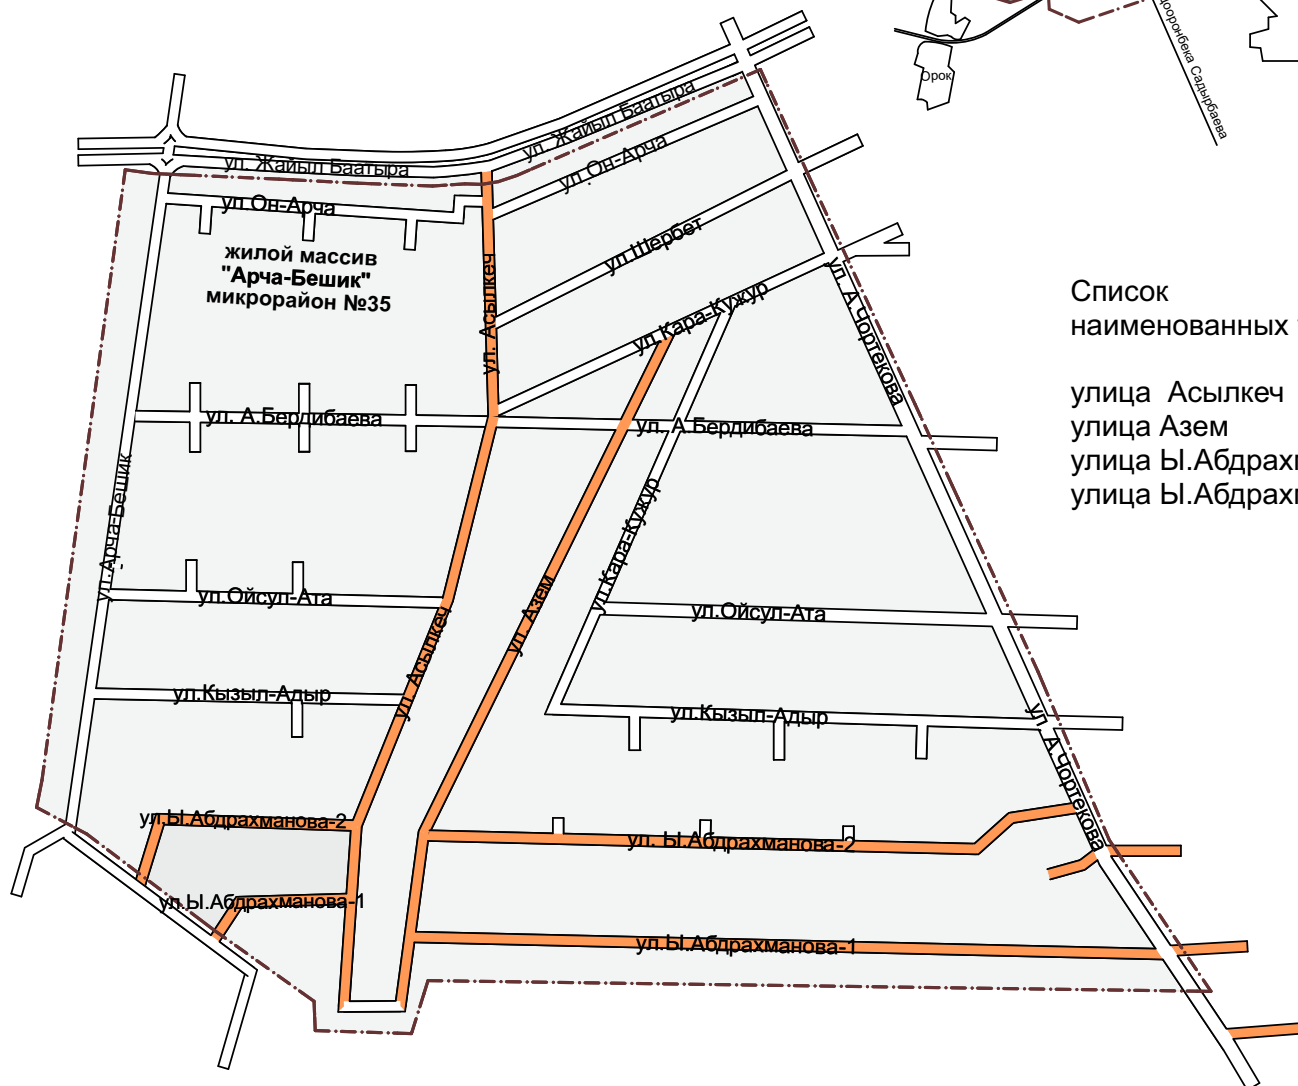 Дооронбека Садырбаева
Орок
ул. Жайыл Баатыра
ул. Жайыл Баатыра
ул.Он-Арча
ул.Он-Арча
жилой массив
"Арча-Бешик"
микрорайон №35
ул.Шербет
ул. Асылкеч
ул.Кара-Кужур
ул. А.Чортекова
Список
наименованных
улица Асылкеч
улица Азем
улица Ы.Абдрахм
улица Ы.Абдрахм
ул. А.Бердибаева
ул. А.Бердибаева
ул.Арча-Бешик
ул.Кара-Кужур
ул.Ойсул-Ата
ул. Азем
ул.Ойсул-Ата
ул. Асылкеч
ул.Кызыл-Адыр
ул.Кызыл-Адыр
ул. А.Чортекова
ул.Ы.Абдрахманова-2
ул. Ы.Абдрахманова-2
ул.Ы.Абдрахманова-1
ул.Ы.Абдрахманова-1